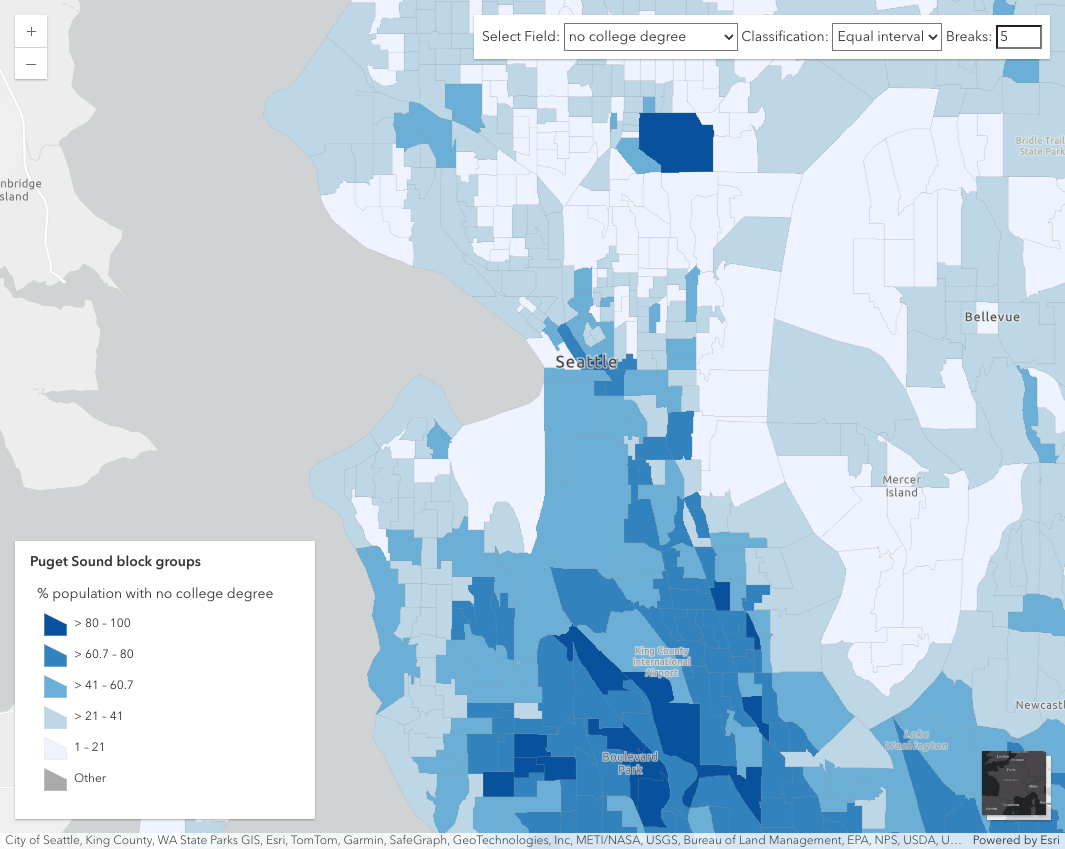 +
−
Select Field: no college degree Classification: Equal interval Breaks: 5
Bridle Trail
State Park
nbridge
sland
Bellevue
Seattle
Mercer
Island
King County
International
Airport
Newcastl
Lake
Washington
Boulevard
Park
Puget Sound block groups
% population with no college degree
> 80 – 100
> 60.7 – 80
> 41 – 60.7
> 21 – 41
1 – 21
Other
City of Seattle, King County, WA State Parks GIS, Esri, TomTom, Garmin, SafeGraph, GeoTechnologies, Inc, METI/NASA, USGS, Bureau of Land Management, EPA, NPS, USDA, U... Powered by Esri